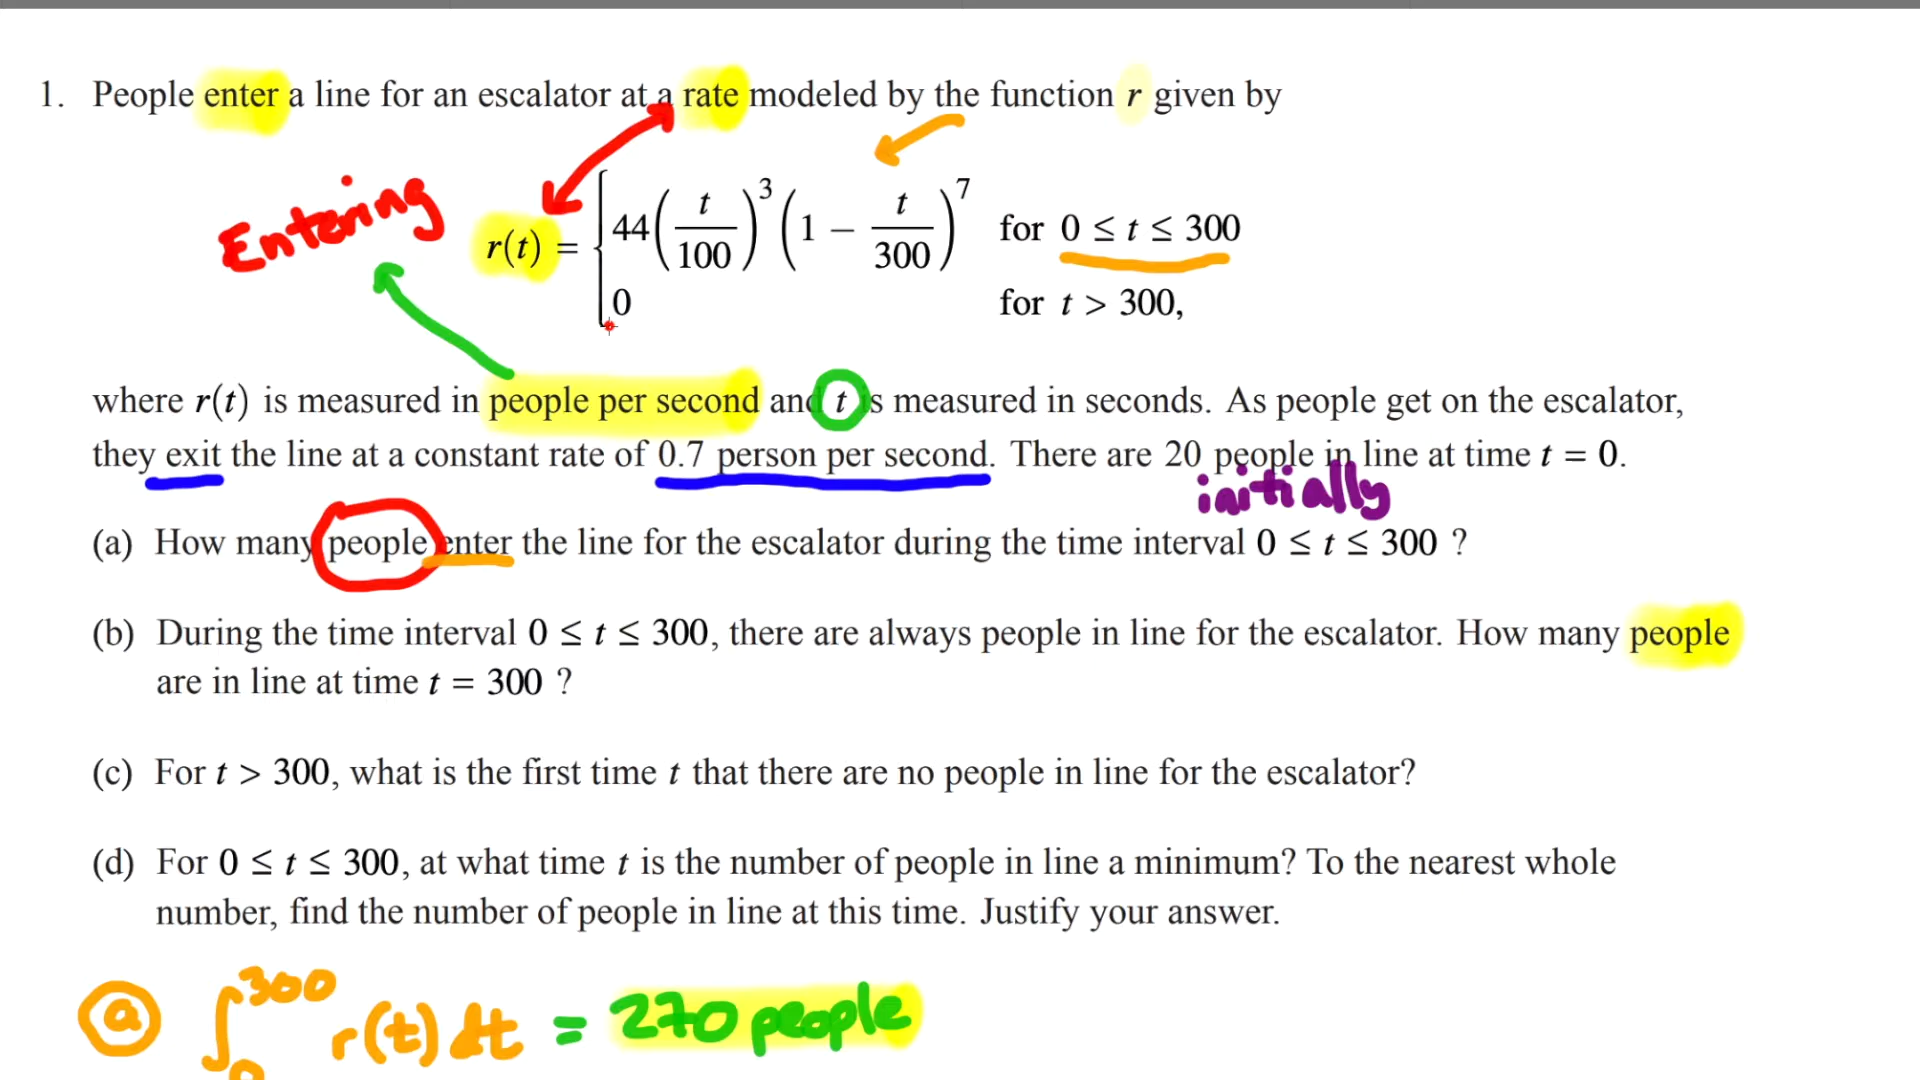 1. People enter a line for an escalator at a rate modeled by the function r given by
Entering
r(t) = { 44(t/100)^3 (1 − t/300)^7 for 0 ≤ t ≤ 300
0 for t > 300,
where r(t) is measured in people per second and t is measured in seconds. As people get on the escalator,
they exit the line at a constant rate of 0.7 person per second. There are 20 people in line at time t = 0.
initially
(a) How many people enter the line for the escalator during the time interval 0 ≤ t ≤ 300 ?
(b) During the time interval 0 ≤ t ≤ 300, there are always people in line for the escalator. How many people
are in line at time t = 300 ?
(c) For t > 300, what is the first time t that there are no people in line for the escalator?
(d) For 0 ≤ t ≤ 300, at what time t is the number of people in line a minimum? To the nearest whole
number, find the number of people in line at this time. Justify your answer.
ⓐ ∫_0^300 r(t) dt = 270 people